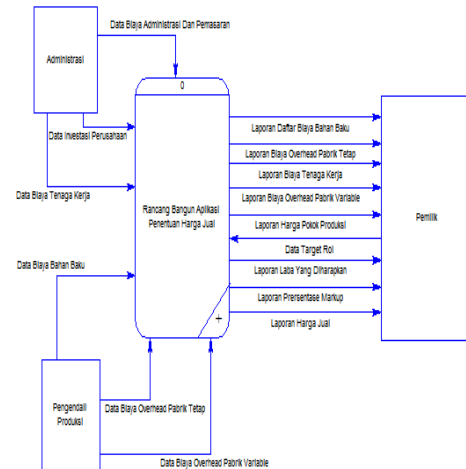 Data Biaya Administrasi Dan Pemasaran
Administrasi
0
Data Investasi Perusahaan
Data Biaya Tenaga Kerja
Rancang Bangun Aplikasi
Penentuan Harga Jual
Data Biaya Bahan Baku
+
Pengendali
Produksi
Data Biaya Overhead Pabrik Tetap
Data Biaya Overhead Pabrik Variable
Laporan Daftar Biaya Bahan Baku
Laporan Biaya Overhead Pabrik Tetap
Laporan Biaya Tenaga Kerja
Laporan Biaya Overhead Pabrik Variable
Laporan Harga Pokok Produksi
Data Target RoI
Laporan Laba Yang Diharapkan
Laporan Prersentase Markup
Laporan Harga Jual
Pemilik